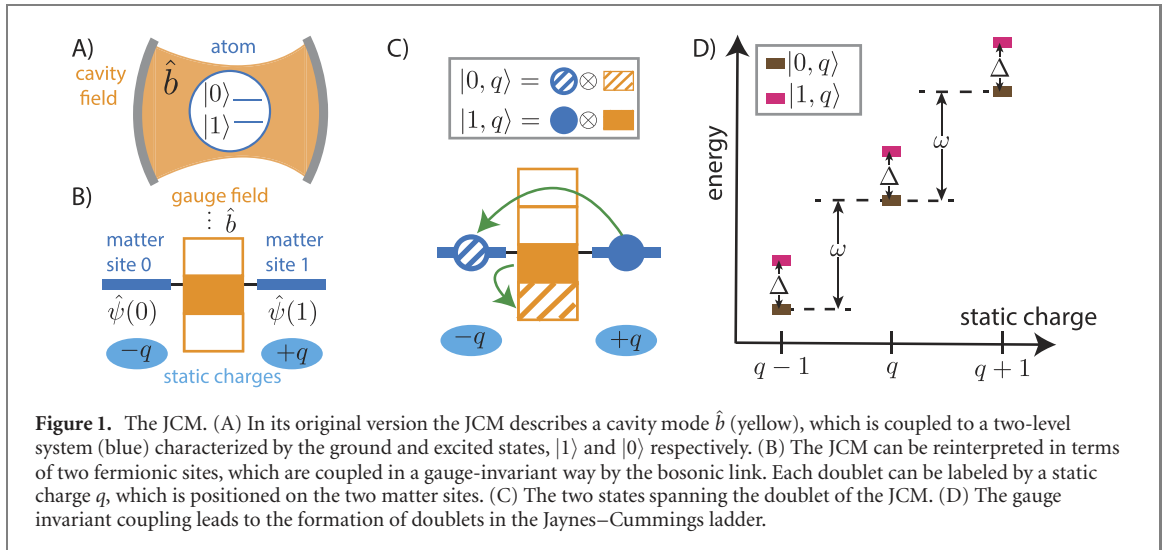 A)
atom
cavity
field
b̂
|0⟩
|1⟩
B)
gauge field
⋮ b̂
matter
site 0
matter
site 1
ψ̂(0)
ψ̂(1)
−q
+q
static charges
C)
|0, q⟩ = ⊗
|1, q⟩ = ⊗
−q
+q
D)
|0, q⟩
|1, q⟩
energy
Δ
ω
Δ
ω
Δ
static charge
q − 1
q
q + 1
Figure 1. The JCM. (A) In its original version the JCM describes a cavity mode b̂ (yellow), which is coupled to a two-level
system (blue) characterized by the ground and excited states, |1⟩ and |0⟩ respectively. (B) The JCM can be reinterpreted in terms
of two fermionic sites, which are coupled in a gauge-invariant way by the bosonic link. Each doublet can be labeled by a static
charge q, which is positioned on the two matter sites. (C) The two states spanning the doublet of the JCM. (D) The gauge
invariant coupling leads to the formation of doublets in the Jaynes–Cummings ladder.